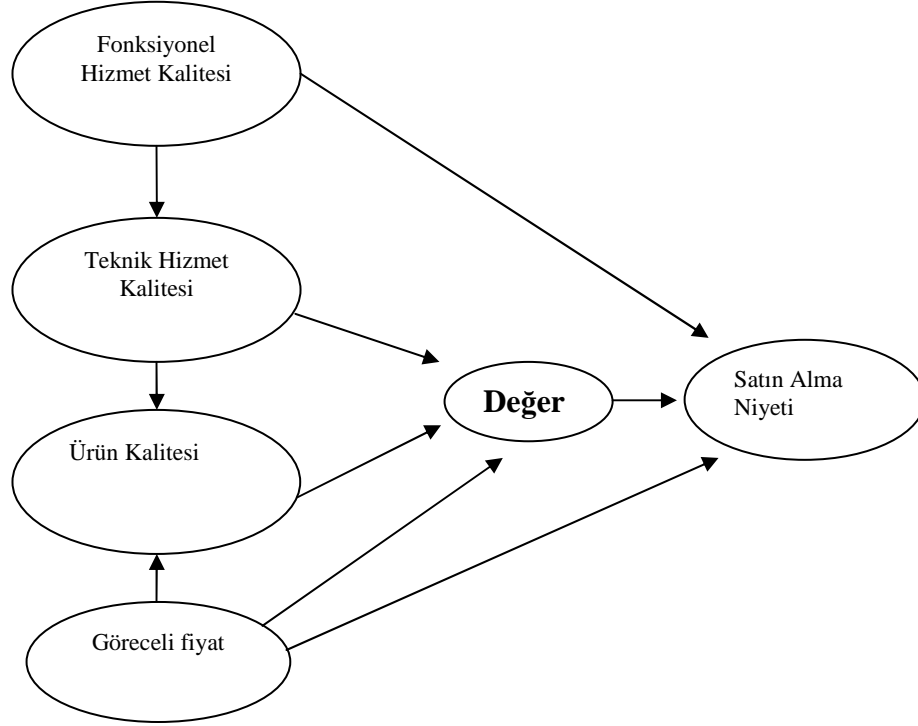 Fonksiyonel
Hizmet Kalitesi
Teknik Hizmet
Kalitesi
Değer
Satın Alma
Niyeti
Ürün Kalitesi
Göreceli fiyat